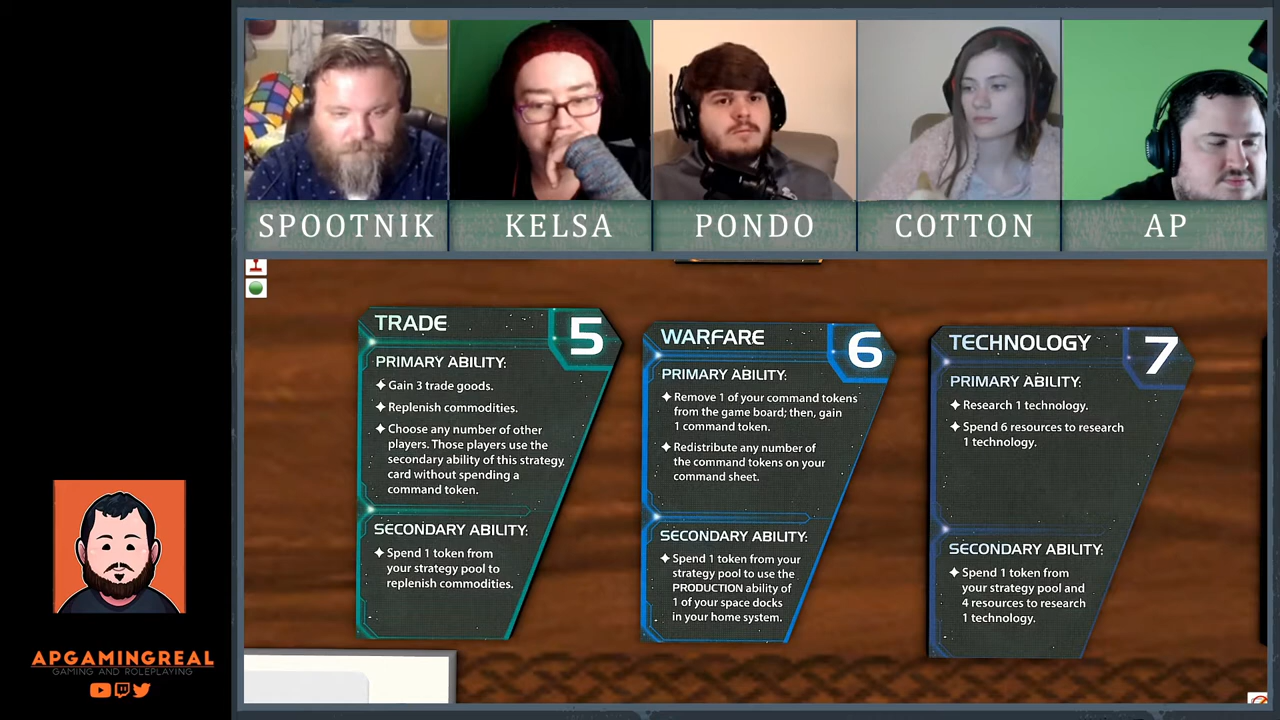 SPOOTNIK
KELSA
PONDO
COTTON
AP
TRADE
5
PRIMARY ABILITY:
Gain 3 trade goods.
Replenish commodities.
Choose any number of other
players. Those players use the
secondary ability of this strategy
card without spending a
command token.
SECONDARY ABILITY:
Spend 1 token from
your strategy pool to
replenish commodities.
WARFARE
6
PRIMARY ABILITY:
Remove 1 of your command tokens
from the game board; then, gain
1 command token.
Redistribute any number of
the command tokens on your
command sheet.
SECONDARY ABILITY:
Spend 1 token from your
strategy pool to use the
PRODUCTION ability of
1 of your space docks
in your home system.
TECHNOLOGY
7
PRIMARY ABILITY:
Research 1 technology.
Spend 6 resources to research
1 technology.
SECONDARY ABILITY:
Spend 1 token from
your strategy pool and
4 resources to research
1 technology.
APGAMINGREAL
GAMING AND ROLEPLAYING